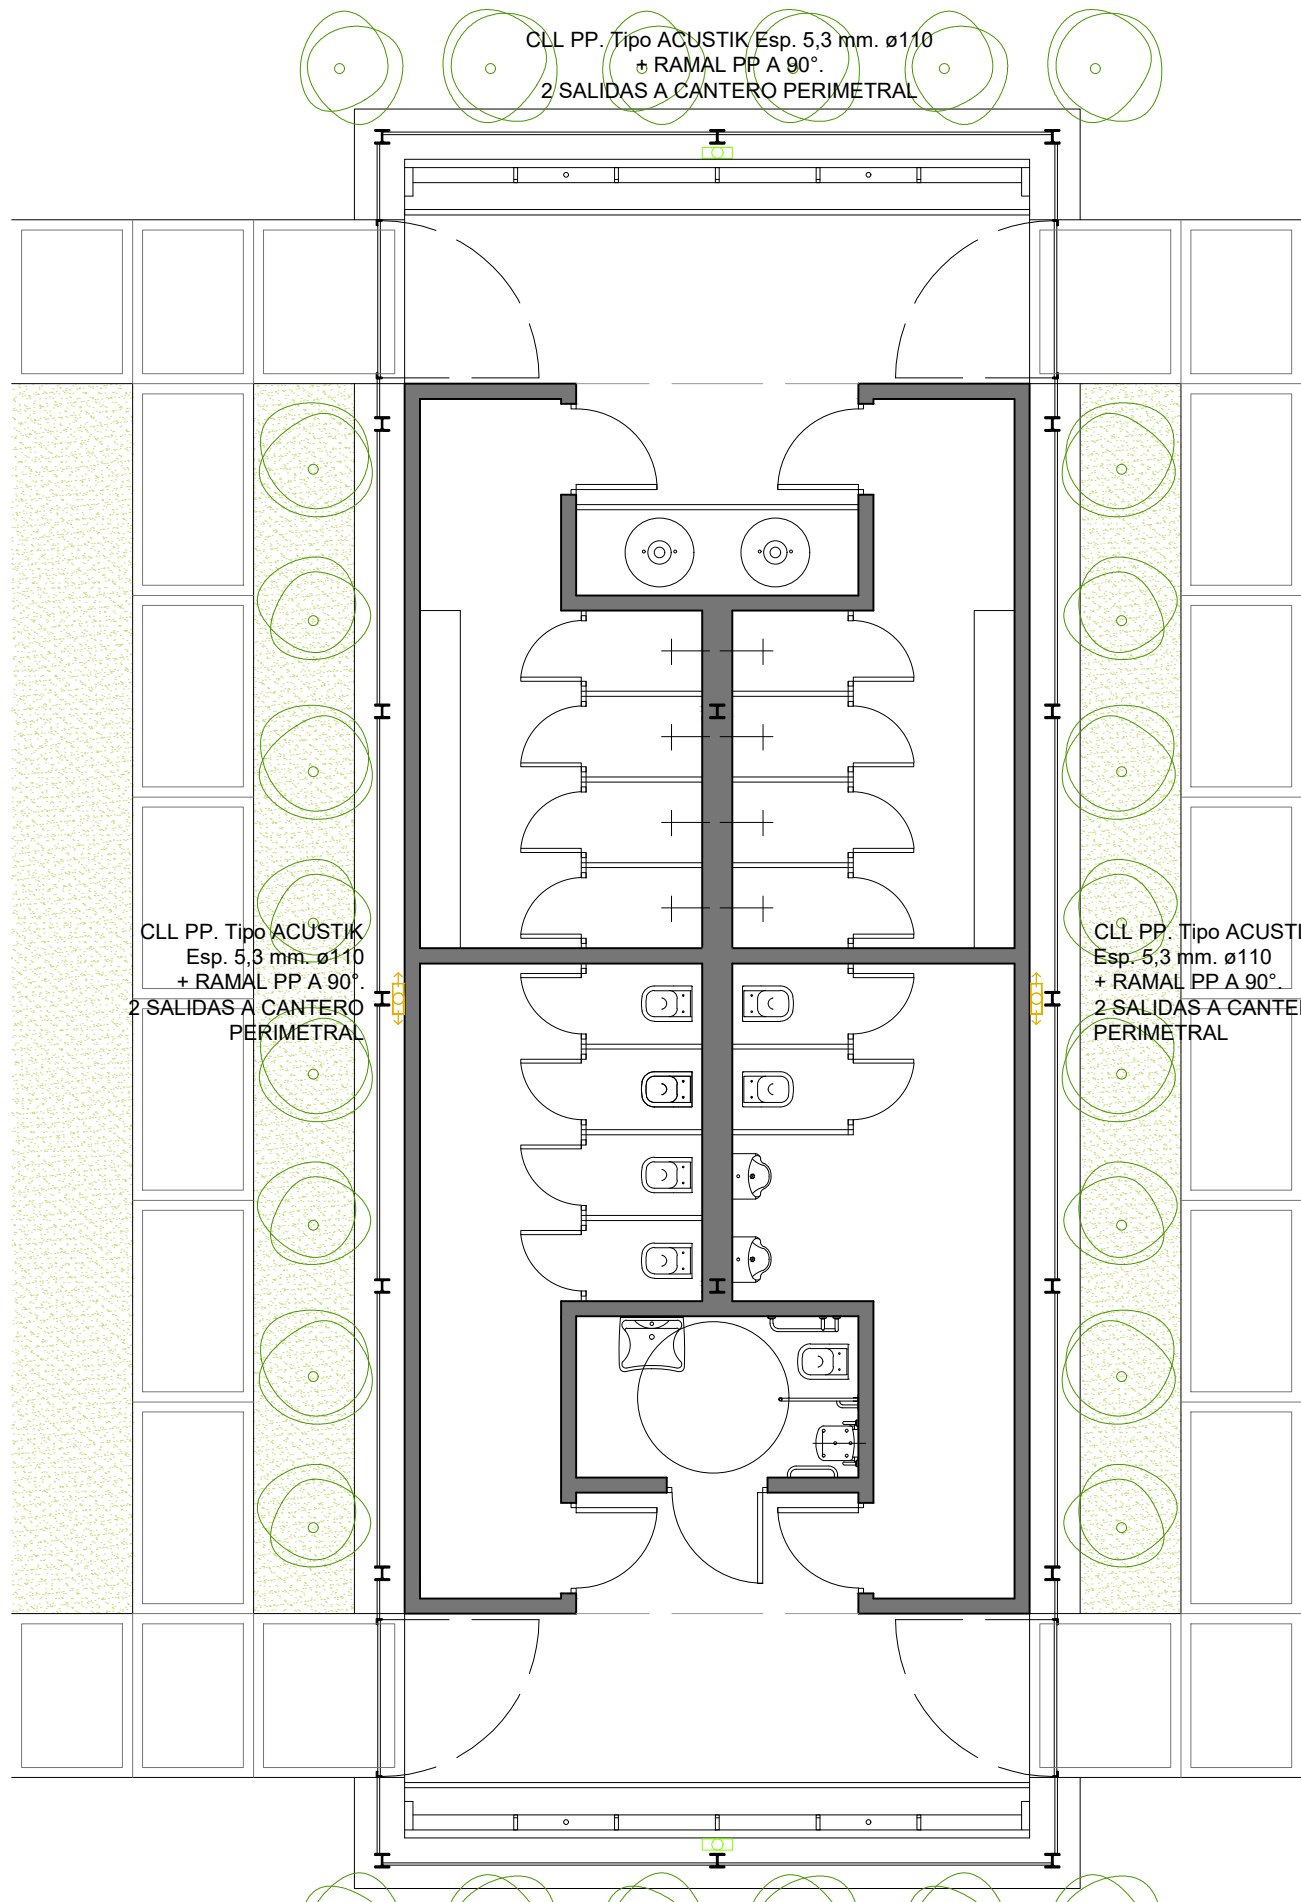 CLL PP. Tipo ACUSTIK Esp. 5,3 mm. ø110
+ RAMAL PP A 90°.
2 SALIDAS A CANTERO PERIMETRAL
CLL PP. Tipo ACUSTIK
Esp. 5,3 mm. ø110
+ RAMAL PP A 90°.
2 SALIDAS A CANTERO
PERIMETRAL
CLL PP. Tipo ACUSTI
Esp. 5,3 mm. ø110
+ RAMAL PP A 90°.
2 SALIDAS A CANTE
PERIMETRAL